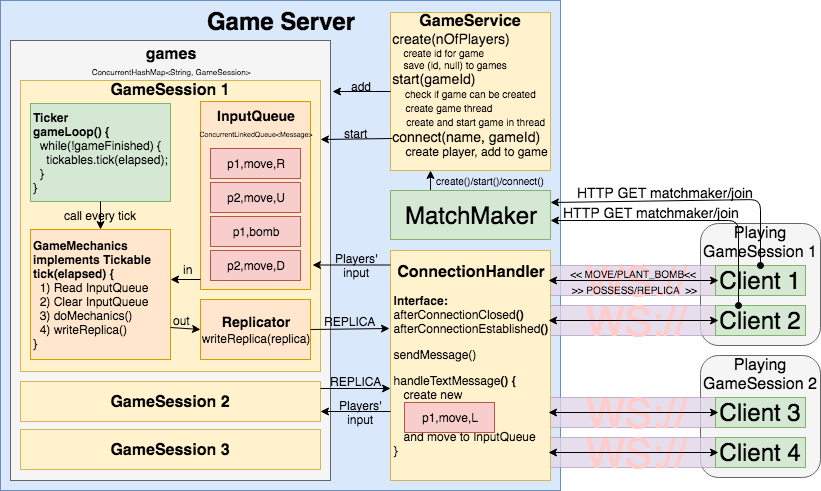 Game Server
games
ConcurrentHashMap<String, GameSession>
GameSession 1
Ticker
gameLoop() {
while(!gameFinished) {
tickables.tick(elapsed);
}
}
call every tick
GameMechanics
implements Tickable
tick(elapsed) {
1) Read InputQueue
2) Clear InputQueue
3) doMechanics()
4) writeReplica()
}
InputQueue
ConcurrentLinkedQueue<Message>
p1,move,R
p2,move,U
p1,bomb
p2,move,D
in
out
Replicator
writeReplica(replica)
GameSession 2
GameSession 3
add
start
Players'
input
REPLICA
REPLICA
Players'
input
GameService
create(nOfPlayers)
create id for game
save (id, null) to games
start(gameId)
check if game can be created
create game thread
create and start game in thread
connect(name, gameId)
create player, add to game
create()/start()/connect()
MatchMaker
ConnectionHandler
Interface:
afterConnectionClosed()
afterConnectionEstablished()
sendMessage()
handleTextMessage() {
create new
p1,move,L
and move to InputQueue
}
HTTP GET matchmaker/join
HTTP GET matchmaker/join
WS://
<< MOVE/PLANT_BOMB<<
>> POSSESS/REPLICA >>
WS://
WS://
WS://
Playing
GameSession 1
Client 1
Client 2
Playing
GameSession 2
Client 3
Client 4